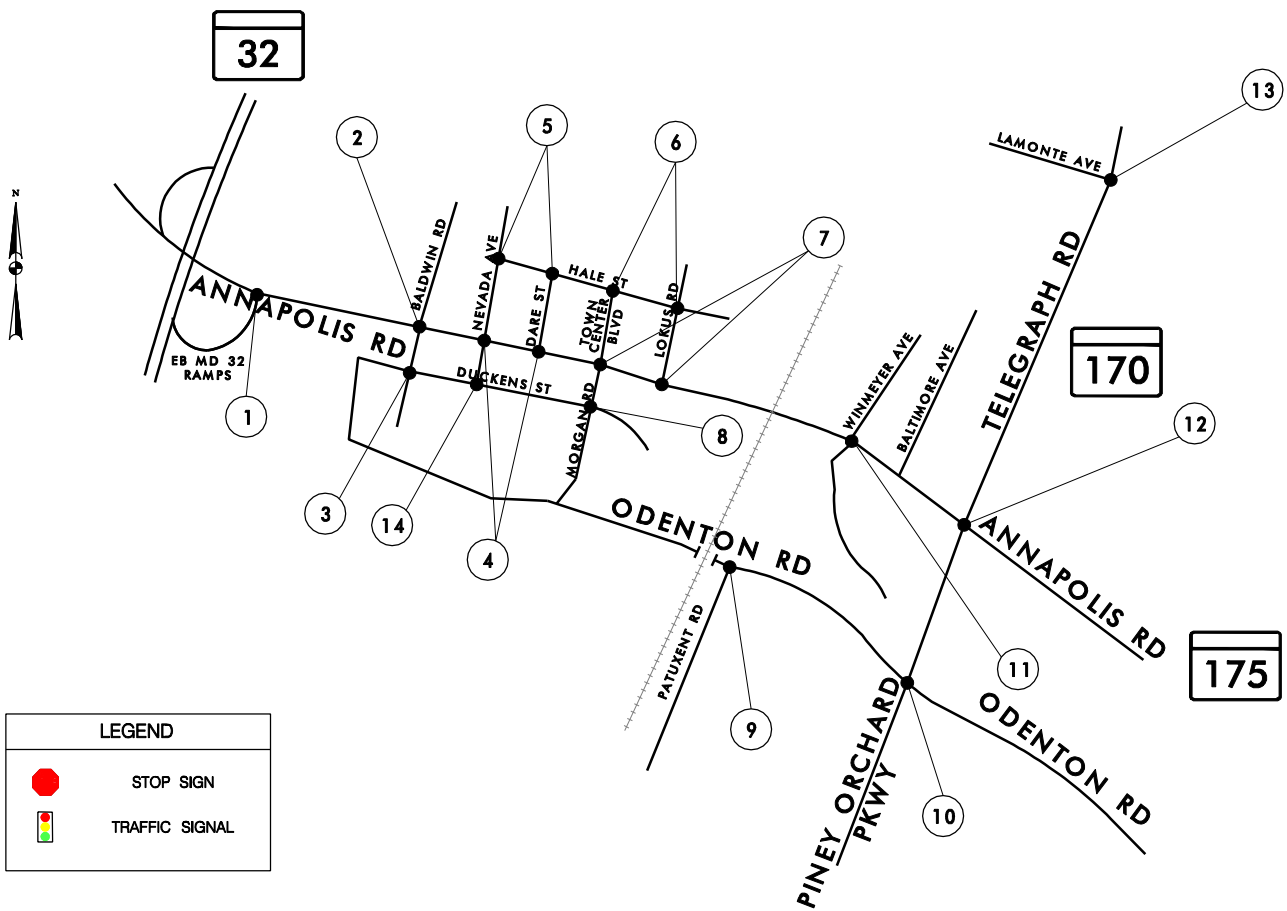 32
13
LAMONTE AVE
5
2
6
N
7
BALDWIN RD
NEVADA AVE
HALE ST
TELEGRAPH RD
ANNAPOLIS RD
DARE ST
TOWN
CENTER
BLVD
LOKUS RD
170
EB MD 32
RAMPS
DUCKENS ST
WINMEYER AVE
BALTIMORE AVE
1
MORGAN RD
8
12
3
14
4
ODENTON RD
ANNAPOLIS RD
PATUXENT RD
11
175
9
ODENTON RD
PINEY ORCHARD
PKWY
10
LEGEND
STOP SIGN
TRAFFIC SIGNAL